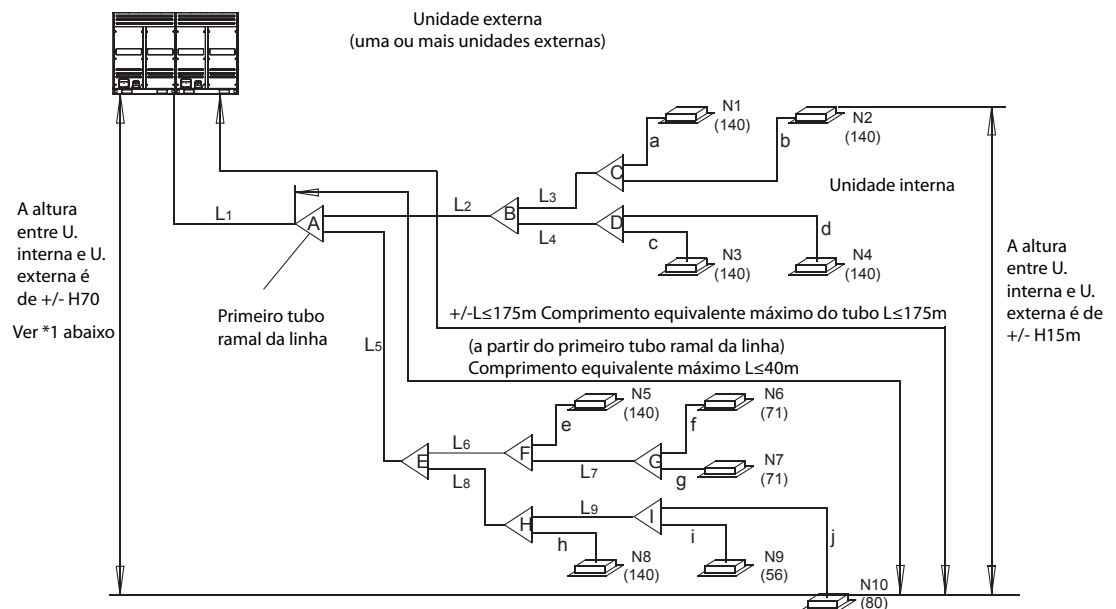 Unidade externa
(uma ou mais unidades externas)
N1
(140)
N2
(140)
a
b
C
Unidade interna
A altura
entre U.
interna e U.
externa é
de +/- H70
Ver *1 abaixo
L1
A
L2
B
L3
L4
D
c
d
N3
(140)
N4
(140)
A altura
entre U.
interna e U.
externa é de
+/- H15m
Primeiro tubo
ramal da linha
+/-L≤175m Comprimento equivalente máximo do tubo L≤175m
L5
(a partir do primeiro tubo ramal da linha)
Comprimento equivalente máximo L≤40m
N5
(140)
N6
(71)
e
f
E
L6
F
L7
G
g
N7
(71)
L8
H
L9
I
h
i
j
N8
(140)
N9
(56)
N10
(80)